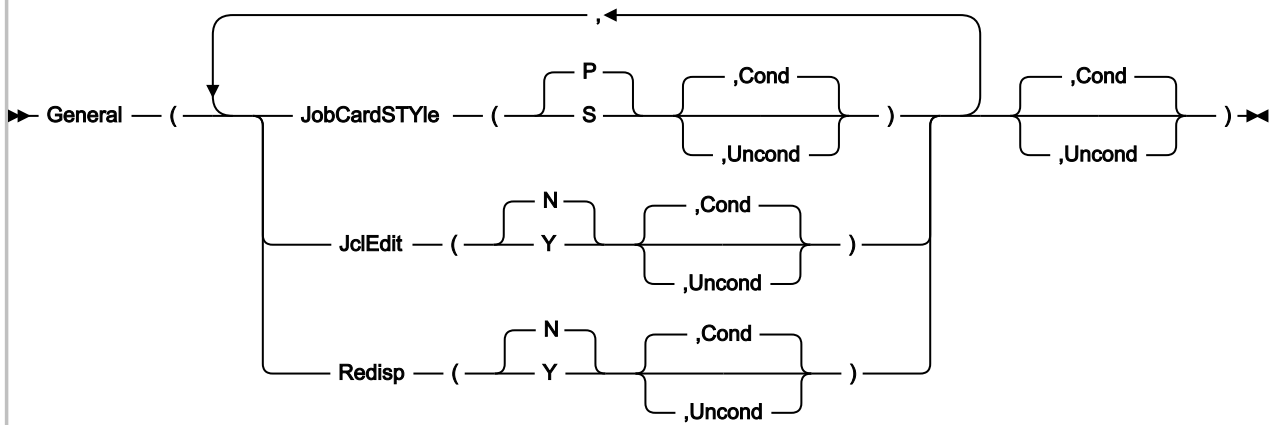 ,
P ,Cond ,Cond
General ( JobCardSTYle ( S ) )
,Uncond ,Uncond
N ,Cond
JclEdit ( Y )
,Uncond
N ,Cond
Redisp ( Y )
,Uncond